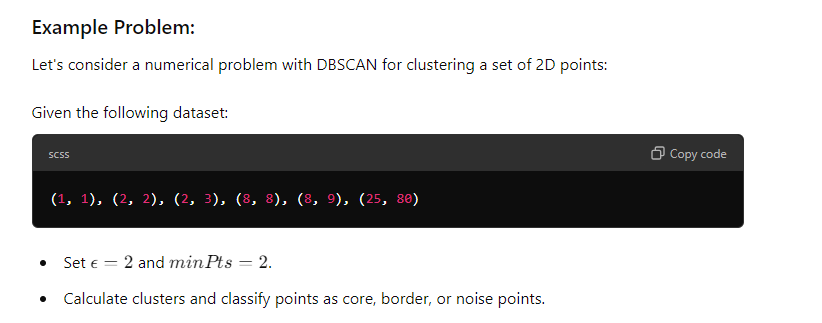 Example Problem:
Let's consider a numerical problem with DBSCAN for clustering a set of 2D points:
Given the following dataset:
scss Copy code
(1, 1), (2, 2), (2, 3), (8, 8), (8, 9), (25, 80)
• Set ϵ = 2 and minPts = 2.
• Calculate clusters and classify points as core, border, or noise points.